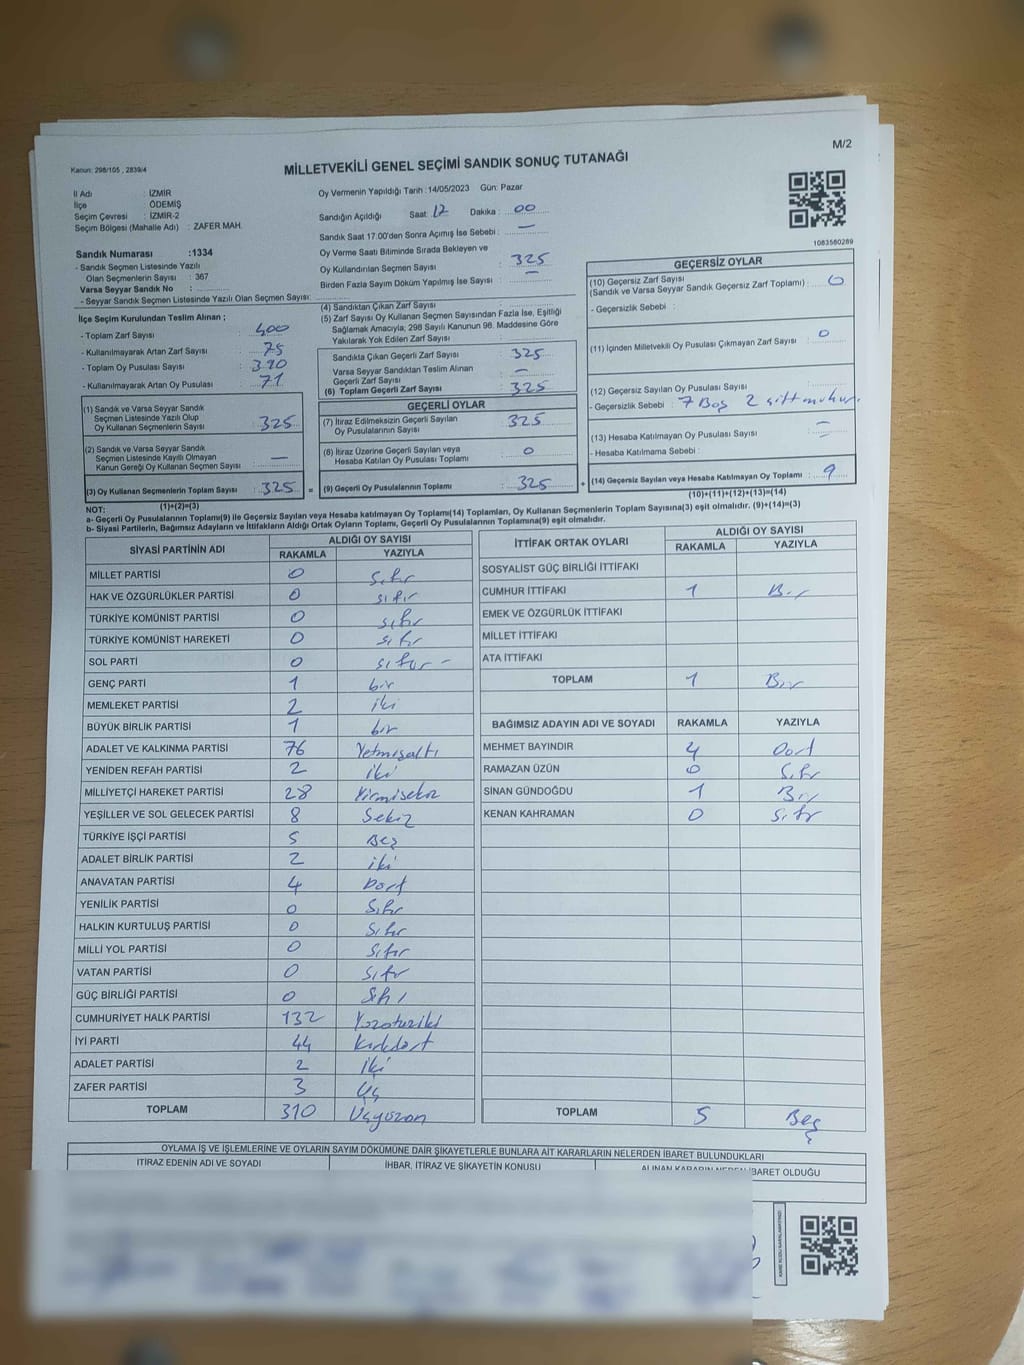 M/2
Kanun: 298/105 , 2839/4
MİLLETVEKİLİ GENEL SEÇİMİ SANDIK SONUÇ TUTANAĞI
İl Adı : İZMİR
İlçe : ÖDEMİŞ
Seçim Çevresi : İZMİR-2
Seçim Bölgesi (Mahalle Adı) : ZAFER MAH.
Oy Vermenin Yapıldığı Tarih : 14/05/2023 Gün: Pazar
Sandığın Açıldığı Saat: 17 Dakika : 00
Sandık Saat 17:00'den Sonra Açımış İse Sebebi : —
Sandık Numarası :1334
- Sandık Seçmen Listesinde Yazılı
Olan Seçmenlerin Sayısı : 367
Varsa Seyyar Sandık No :
- Seyyar Sandık Seçmen Listesinde Yazılı Olan Seçmen Sayısı:
Oy Verme Saati Bitiminde Sırada Bekleyen ve
Oy Kullandırılan Seçmen Sayısı : 325
Birden Fazla Sayım Döküm Yapılmış İse Sayısı : —
1083580289
İlçe Seçim Kurulundan Teslim Alınan ;
- Toplam Zarf Sayısı : 400
- Kullanılmayarak Artan Zarf Sayısı : 75
- Toplam Oy Pusulası Sayısı : 390
- Kullanılmayarak Artan Oy Pusulası : 71
(4) Sandıktan Çıkan Zarf Sayısı :
(5) Zarf Sayısı Oy Kullanan Seçmen Sayısından Fazla İse, Eşitliği
Sağlamak Amacıyla; 298 Sayılı Kanunun 98. Maddesine Göre
Yakılarak Yok Edilen Zarf Sayısı :
Sandıkta Çıkan Geçerli Zarf Sayısı : 325
Varsa Seyyar Sandıktan Teslim Alınan
Geçerli Zarf Sayısı : —
(6) Toplam Geçerli Zarf Sayısı : 325
GEÇERSİZ OYLAR
(10) Geçersiz Zarf Sayısı
(Sandık ve Varsa Seyyar Sandık Geçersiz Zarf Toplamı) : 0
- Geçersizlik Sebebi :
(11) İçinden Milletvekili Oy Pusulası Çıkmayan Zarf Sayısı : 0
(12) Geçersiz Sayılan Oy Pusulası Sayısı :
- Geçersizlik Sebebi : 7 Boş 2 çift mühür
(13) Hesaba Katılmayan Oy Pusulası Sayısı : —
- Hesaba Katılmama Sebebi : —
(14) Geçersiz Sayılan veya Hesaba Katılmayan Oy Toplamı : 9
(10)+(11)+(12)+(13)=(14)
(1) Sandık ve Varsa Seyyar Sandık
Seçmen Listesinde Yazılı Olup
Oy Kullanan Seçmenlerin Sayısı : 325
(2) Sandık ve Varsa Seyyar Sandık
Seçmen Listesinde Kayıtlı Olmayan
Kanun Gereği Oy Kullanan Seçmen Sayısı : —
(3) Oy Kullanan Seçmenlerin Toplam Sayısı : 325
(1)+(2)=(3)
=
GEÇERLİ OYLAR
(7) İtiraz Edilmeksizin Geçerli Sayılan
Oy Pusulalarının Sayısı : 325
(8) İtiraz Üzerine Geçerli Sayılan veya
Hesaba Katılan Oy Pusulası Toplamı : 0
(9) Geçerli Oy Pusulalarının Toplamı : 325
+
NOT:
a- Geçerli Oy Pusulalarının Toplamı(9) ile Geçersiz Sayılan veya Hesaba Katılmayan Oy Toplamı(14) Toplamları, Oy Kullanan Seçmenlerin Toplam Sayısına(3) eşit olmalıdır. (9)+(14)=(3)
b- Siyasi Partilerin, Bağımsız Adayların ve İttifakların Aldığı Ortak Oyların Toplamı, Geçerli Oy Pusulalarının Toplamına(9) eşit olmalıdır.
SİYASİ PARTİNİN ADI ALDIĞI OY SAYISI
RAKAMLA YAZIYLA
MİLLET PARTİSİ 0 sıfır
HAK VE ÖZGÜRLÜKLER PARTİSİ 0 sıfır
TÜRKİYE KOMÜNİST PARTİSİ 0 sıfır
TÜRKİYE KOMÜNİST HAREKETİ 0 sıfır
SOL PARTİ 0 sıfır –
GENÇ PARTİ 1 bir
MEMLEKET PARTİSİ 2 iki
BÜYÜK BİRLİK PARTİSİ 1 bir
ADALET VE KALKINMA PARTİSİ 76 Yetmişaltı
YENİDEN REFAH PARTİSİ 2 iki
MİLLİYETÇİ HAREKET PARTİSİ 28 Yirmisekiz
YEŞİLLER VE SOL GELECEK PARTİSİ 8 Sekiz
TÜRKİYE İŞÇİ PARTİSİ 5 Beş
ADALET BİRLİK PARTİSİ 2 iki
ANAVATAN PARTİSİ 4 Dört
YENİLİK PARTİSİ 0 Sıfır
HALKIN KURTULUŞ PARTİSİ 0 Sıfır
MİLLİ YOL PARTİSİ 0 Sıfır
VATAN PARTİSİ 0 Sıfır
GÜÇ BİRLİĞİ PARTİSİ 0 Sıfır
CUMHURİYET HALK PARTİSİ 132 Yüzotuziki
İYİ PARTİ 44 Kırkdört
ADALET PARTİSİ 2 İki
ZAFER PARTİSİ 3 Üç
TOPLAM 310 Üçyüzon
İTTİFAK ORTAK OYLARI ALDIĞI OY SAYISI
RAKAMLA YAZIYLA
SOSYALİST GÜÇ BİRLİĞİ İTTİFAKI
CUMHUR İTTİFAKI 1 Bir
EMEK VE ÖZGÜRLÜK İTTİFAKI
MİLLET İTTİFAKI
ATA İTTİFAKI
TOPLAM 1 Bir
BAĞIMSIZ ADAYIN ADI VE SOYADI RAKAMLA YAZIYLA
MEHMET BAYINDIR 4 Dört
RAMAZAN ÜZÜN 0 Sıfır
SİNAN GÜNDOĞDU 1 Bir
KENAN KAHRAMAN 0 Sıfır
TOPLAM 5 Beş
OYLAMA İŞ VE İŞLEMLERİNE VE OYLARIN SAYIM DÖKÜMÜNE DAİR ŞİKAYETLERLE BUNLARA AİT KARARLARIN NELERDEN İBARET BULUNDUKLARI
İTİRAZ EDENİN ADI VE SOYADI İHBAR, İTİRAZ VE ŞİKAYETİN KONUSU ALINAN KARARIN NEDEN İBARET OLDUĞU